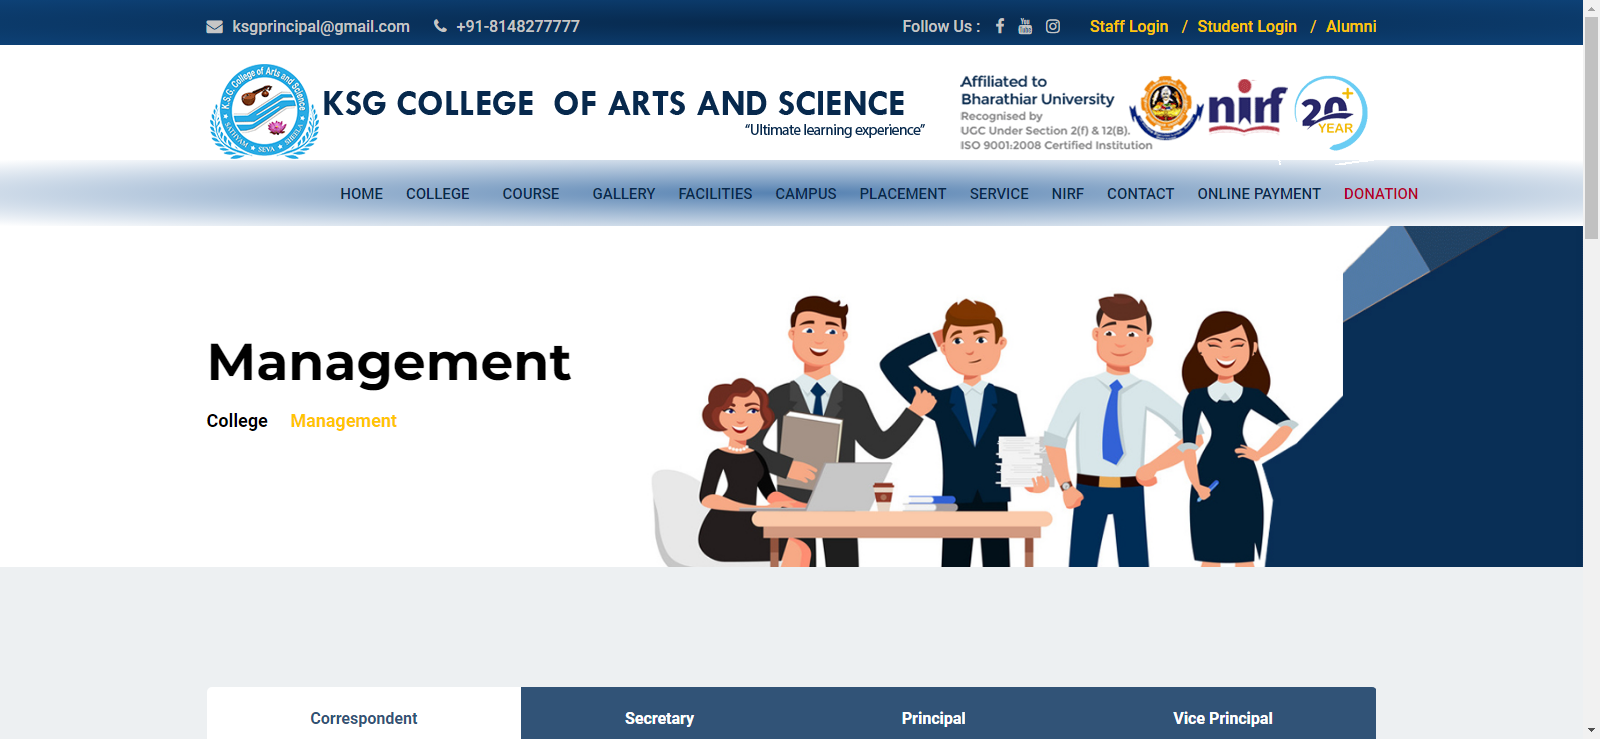 ksgprincipal@gmail.com +91-8148277777 Follow Us : Staff Login / Student Login / Alumni
K.S.G. College of Arts and Science
SATHYAM ★ SEVA ★ SHEELA
KSG COLLEGE OF ARTS AND SCIENCE
“Ultimate learning experience”
Affiliated to
Bharathiar University
Recognised by
UGC Under Section 2(f) & 12(B).
ISO 9001:2008 Certified Institution
nirf
20+
YEAR
HOME COLLEGE COURSE GALLERY FACILITIES CAMPUS PLACEMENT SERVICE NIRF CONTACT ONLINE PAYMENT DONATION
Management
College Management
Correspondent Secretary Principal Vice Principal